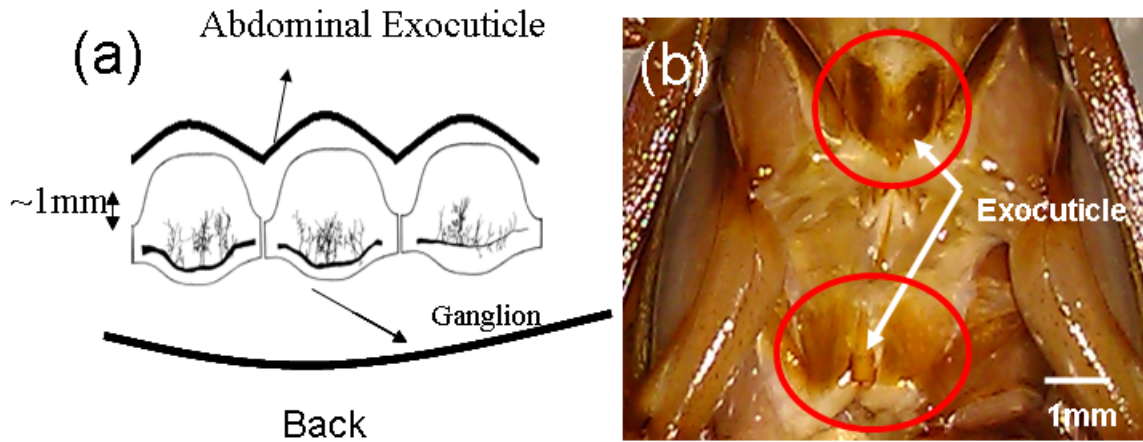 (a)
Abdominal Exocuticle
~1mm
Ganglion
Back
(b)
Exocuticle
1mm